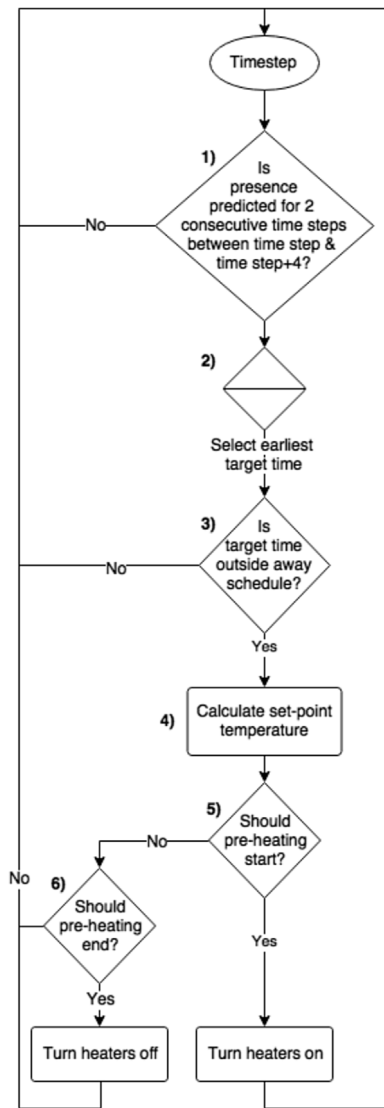 Timestep
1)
Is
presence
predicted for 2
consecutive time steps
between time step &
time step+4?
No
2)
Select earliest
target time
3)
Is
target time
outside away
schedule?
No
Yes
4)
Calculate set-point
temperature
5)
Should
pre-heating
start?
No
No
6)
Should
pre-heating
end?
Yes
Yes
Turn heaters off
Turn heaters on